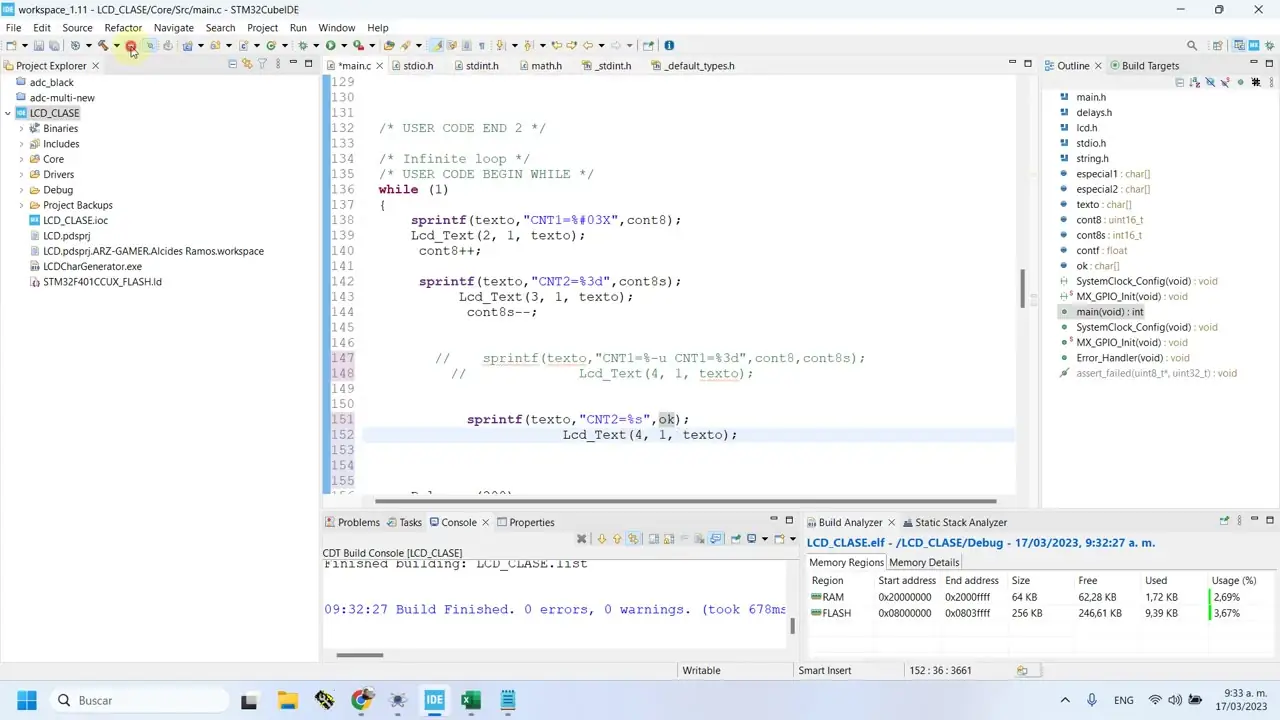 workspace_1.11 - LCD_CLASE/Core/Src/main.c - STM32CubeIDE
File Edit Source Refactor Navigate Search Project Run Window Help
Project Explorer
adc_black
adc-multi-new
LCD_CLASE
Binaries
Includes
Core
Drivers
Debug
Project Backups
LCD_CLASE.ioc
LCD.pdsprj
LCD.pdsprj.ARZ-GAMER.Alcides Ramos.workspace
LCDCharGenerator.exe
STM32F401CCUX_FLASH.ld
*main.c stdio.h stdint.h math.h _stdint.h _default_types.h
129
130
131
132 /* USER CODE END 2 */
133
134 /* Infinite loop */
135 /* USER CODE BEGIN WHILE */
136 while (1)
137 {
138 sprintf(texto,"CNT1=%#03X",cont8);
139 Lcd_Text(2, 1, texto);
140 cont8++;
141
142 sprintf(texto,"CNT2=%3d",cont8s);
143 Lcd_Text(3, 1, texto);
144 cont8s--;
145
146
147 // sprintf(texto,"CNT1=%-u CNT1=%3d",cont8,cont8s);
148 // Lcd_Text(4, 1, texto);
149
150
151 sprintf(texto,"CNT2=%s",ok);
152 Lcd_Text(4, 1, texto);
153
154
155
Outline Build Targets
main.h
delays.h
lcd.h
stdio.h
string.h
especial1 : char[]
especial2 : char[]
texto : char[]
cont8 : uint16_t
cont8s : int16_t
contf : float
ok : char[]
SystemClock_Config(void) : void
MX_GPIO_Init(void) : void
main(void) : int
SystemClock_Config(void) : void
MX_GPIO_Init(void) : void
Error_Handler(void) : void
assert_failed(uint8_t*, uint32_t) : void
Problems Tasks Console Properties
CDT Build Console [LCD_CLASE]
Finished building: LCD_CLASE.list
09:32:27 Build Finished. 0 errors, 0 warnings. (took 678ms
Build Analyzer Static Stack Analyzer
LCD_CLASE.elf - /LCD_CLASE/Debug - 17/03/2023, 9:32:27 a. m.
Memory Regions Memory Details
Region Start address End address Size Free Used Usage (%)
RAM 0x20000000 0x2000ffff 64 KB 62,28 KB 1,72 KB 2,69%
FLASH 0x08000000 0x0803ffff 256 KB 246,61 KB 9,39 KB 3,67%
Writable Smart Insert 152 : 36 : 3661
Buscar
ENG
9:33 a. m.
17/03/2023